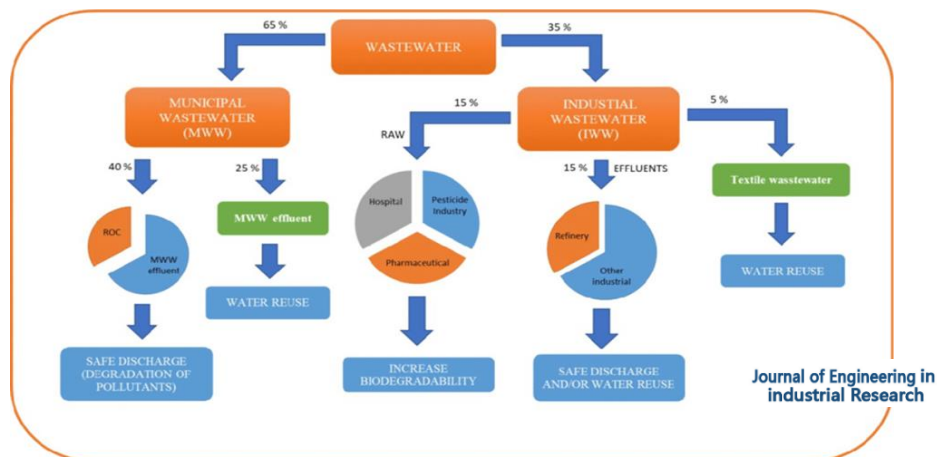 65 %
WASTEWATER
35 %
MUNICIPAL
WASTEWATER
(MWW)
15 %
INDUSTIAL
WASTEWATER
(IWW)
5 %
RAW
40 %
25 %
15 %
EFFLUENTS
Textile wasstewater
MWW effluent
Hospital
Pesticide
Industry
Pharmaceutical
ROC
MWW
effluent
Refinery
Other
industrial
WATER REUSE
WATER REUSE
SAFE DISCHARGE
(DEGRADATION OF
POLLUTANTS)
INCREASE
BIODEGRADABILITY
SAFE DISCHARGE
AND/OR WATER REUSE
Journal of Engineering in
industrial Research